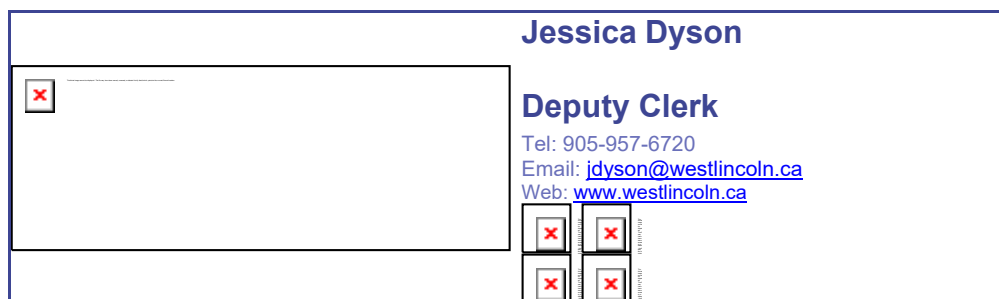 Jessica Dyson
Deputy Clerk
Tel: 905-957-6720
Email: jdyson@westlincoln.ca
Web: www.westlincoln.ca